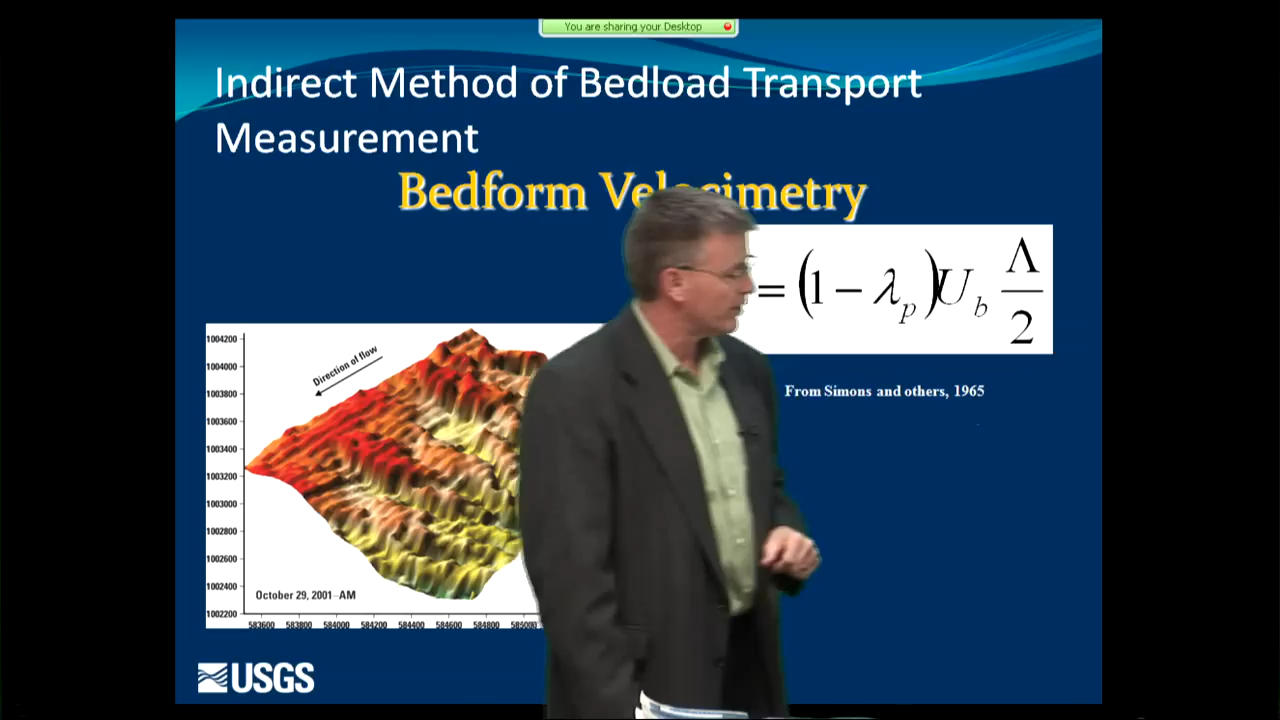 You are sharing your Desktop
Indirect Method of Bedload Transport
Measurement
Bedform Velocimetry
= (1 − λp)Ub Λ/2
From Simons and others, 1965
Direction of flow
1004200
1004000
1003800
1003600
1003400
1003200
1003000
1002800
1002600
1002400
1002200
October 29, 2001–AM
583600 583800 584000 584200 584400 584600 584800 585000
USGS